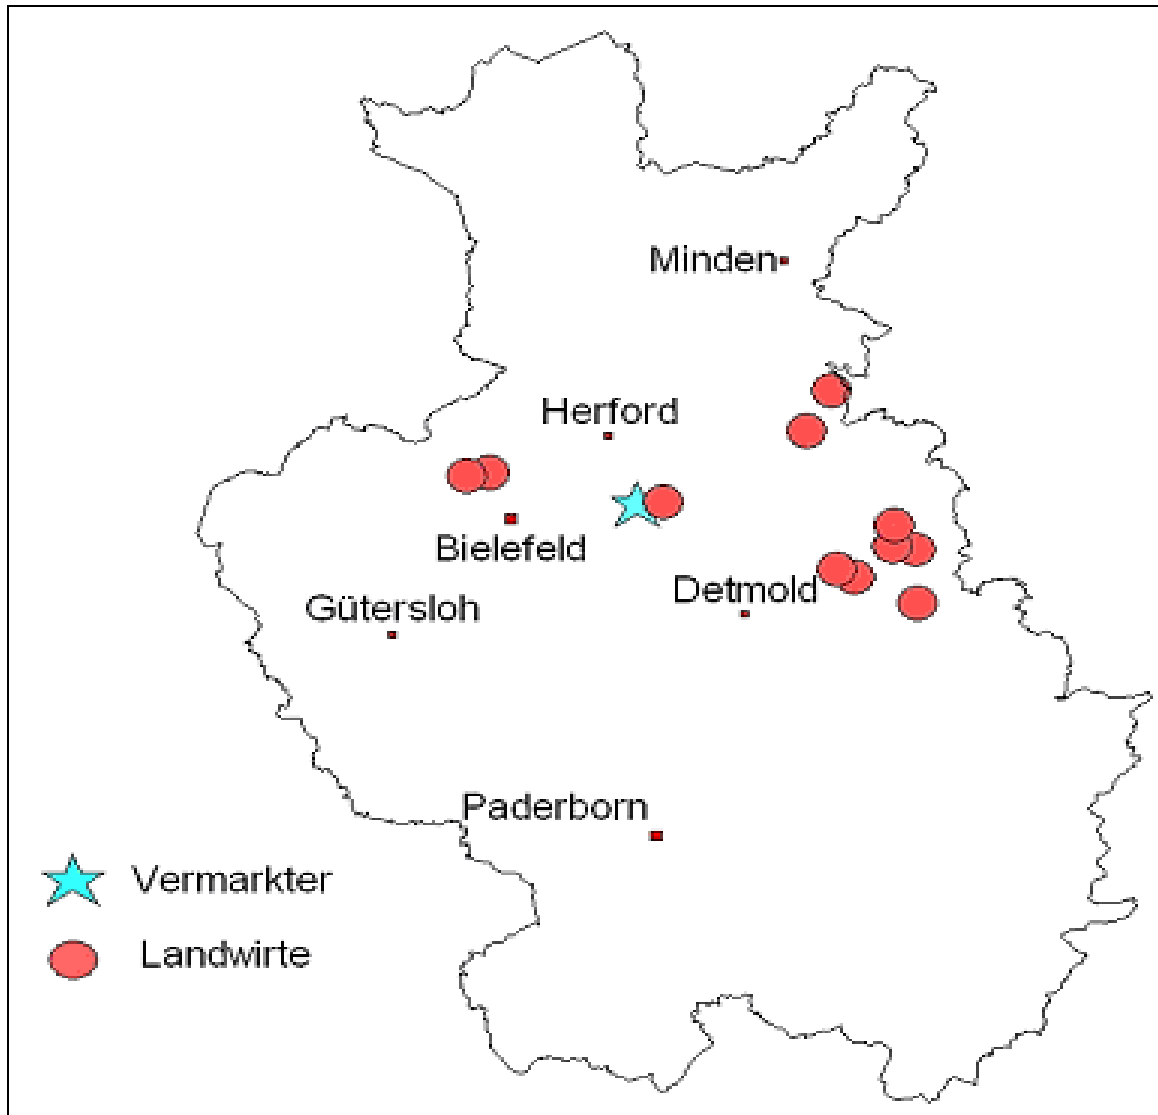 Minden
Herford
Bielefeld
Detmold
Gütersloh
Paderborn
Vermarkter
Landwirte